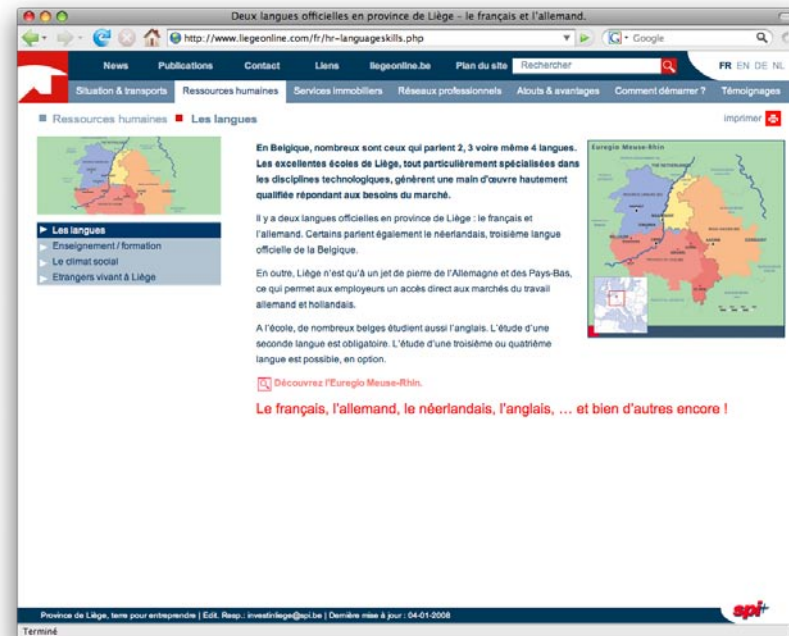 Deux langues officielles en province de Liège – le français et l'allemand.
http://www.liegeonline.com/fr/hr-languageskills.php
Google
News Publications Contact Liens liegeonline.be Plan du site Rechercher FR EN DE NL
Situation & transports Ressources humaines Services immobiliers Réseaux professionnels Atouts & avantages Comment démarrer ? Témoignages
Ressources humaines Les langues
imprimer
Les langues
Enseignement / formation
Le climat social
Etrangers vivant à Liège
En Belgique, nombreux sont ceux qui parlent 2, 3 voire même 4 langues.
Les excellentes écoles de Liège, tout particulièrement spécialisées dans
les disciplines technologiques, génèrent une main d'œuvre hautement
qualifiée répondant aux besoins du marché.
Il y a deux langues officielles en province de Liège : le français et
l'allemand. Certains parlent également le néerlandais, troisième langue
officielle de la Belgique.
En outre, Liège n'est qu'à un jet de pierre de l'Allemagne et des Pays-Bas,
ce qui permet aux employeurs un accès direct aux marchés du travail
allemand et hollandais.
A l'école, de nombreux belges étudient aussi l'anglais. L'étude d'une
seconde langue est obligatoire. L'étude d'une troisième ou quatrième
langue est possible, en option.
Découvrez l'Euregio Meuse-Rhin.
Le français, l'allemand, le néerlandais, l'anglais, … et bien d'autres encore !
Euregio Meuse-Rhin
THE NETHERLANDS
GERMANY
Province de Liège, terre pour entreprendre | Edit. Resp.: investinliege@spi.be | Dernière mise à jour : 04-01-2008
spi+
Terminé